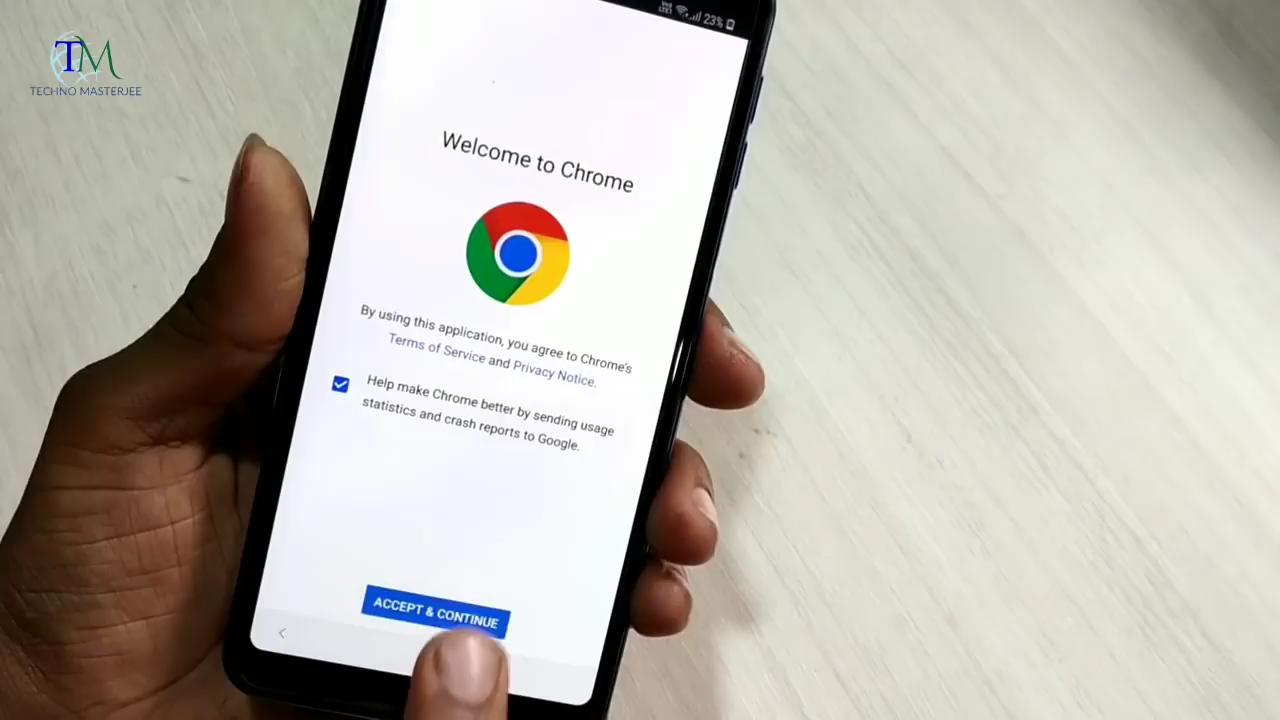 TM
TECHNO MASTERJEE
23%
Welcome to Chrome
By using this application, you agree to Chrome's
Terms of Service and Privacy Notice.
Help make Chrome better by sending usage
statistics and crash reports to Google.
ACCEPT & CONTINUE